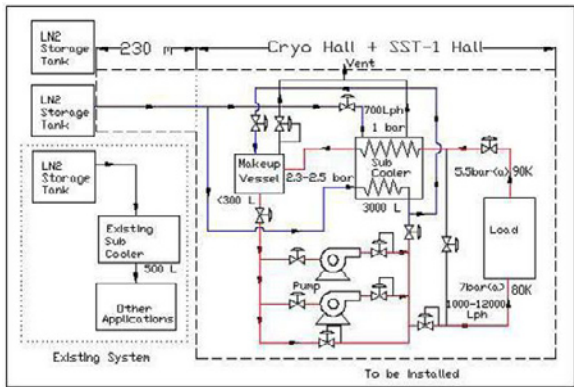 LN2
Storage
Tank
230 m
Cryo Hall + SST-1 Hall
Vent
LN2
Storage
Tank
700Lph
1 bar
LN2
Storage
Tank
Makeup
Vessel
2.3-2.5 bar
Sub
Cooler
5.5bar(a)
90K
<300 L
3000 L
Existing
Sub
Cooler
500 L
Load
Other
Applications
Pump
7bar(a)
80K
1000-12000
Lph
Existing System
To be Installed